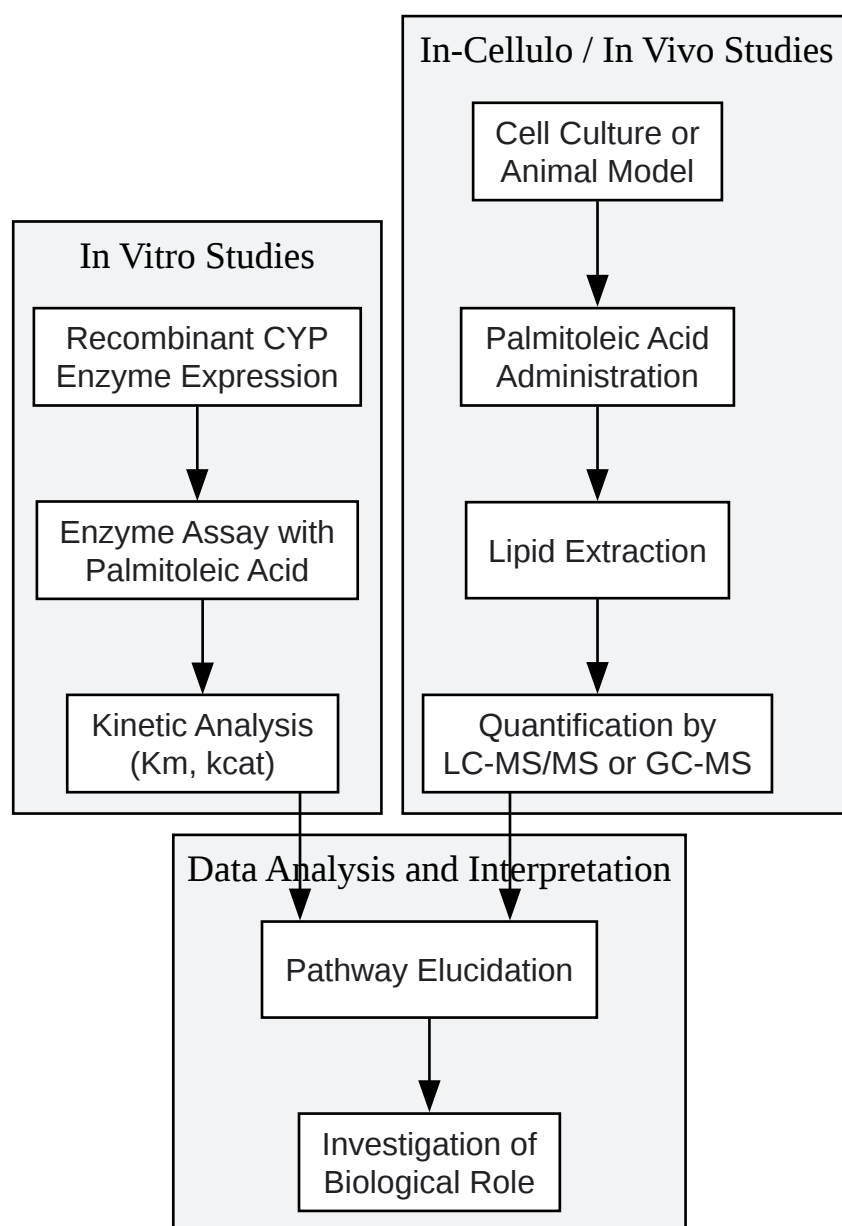 In Vitro Studies
Recombinant CYP
Enzyme Expression
Enzyme Assay with
Palmitoleic Acid
Kinetic Analysis
(Km, kcat)
In-Cellulo / In Vivo Studies
Cell Culture or
Animal Model
Palmitoleic Acid
Administration
Lipid Extraction
Quantification by
LC-MS/MS or GC-MS
Data Analysis and Interpretation
Pathway Elucidation
Investigation of
Biological Role